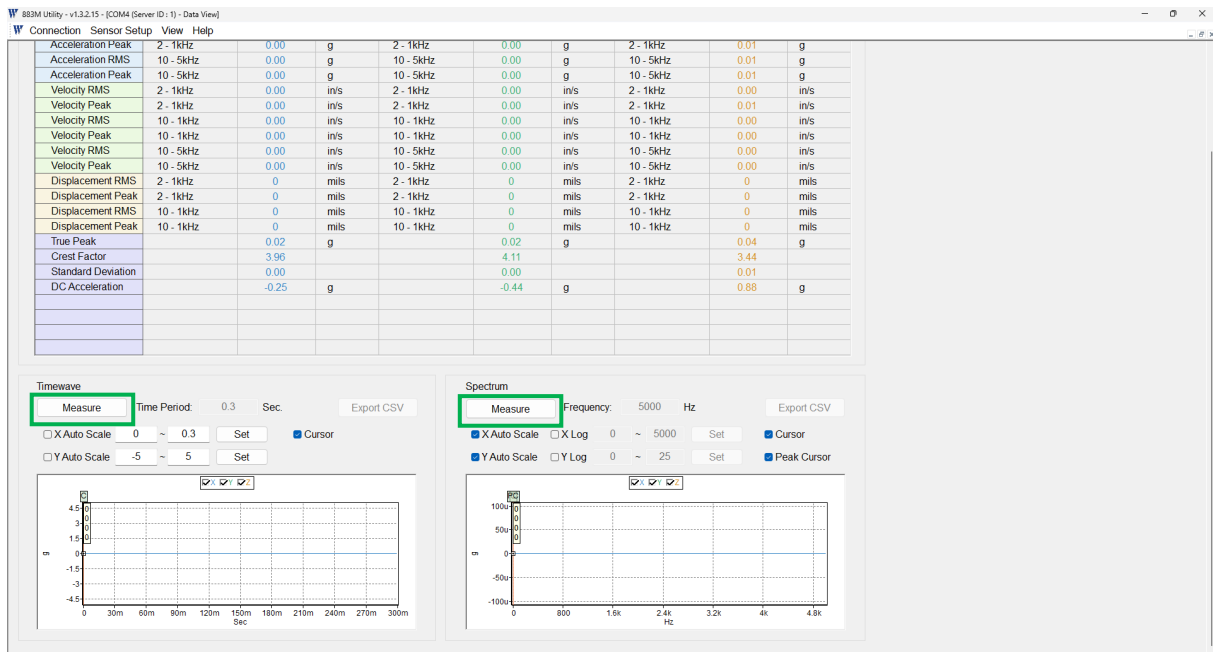 883M Utility - v1.3.2.15 - [COM4 (Server ID : 1) - Data View]
Connection Sensor Setup View Help
Acceleration Peak 2 - 1kHz 0.00 g 2 - 1kHz 0.00 g 2 - 1kHz 0.01 g
Acceleration RMS 10 - 5kHz 0.00 g 10 - 5kHz 0.00 g 10 - 5kHz 0.01 g
Acceleration Peak 10 - 5kHz 0.00 g 10 - 5kHz 0.00 g 10 - 5kHz 0.01 g
Velocity RMS 2 - 1kHz 0.00 in/s 2 - 1kHz 0.00 in/s 2 - 1kHz 0.00 in/s
Velocity Peak 2 - 1kHz 0.00 in/s 2 - 1kHz 0.00 in/s 2 - 1kHz 0.01 in/s
Velocity RMS 10 - 1kHz 0.00 in/s 10 - 1kHz 0.00 in/s 10 - 1kHz 0.00 in/s
Velocity Peak 10 - 1kHz 0.00 in/s 10 - 1kHz 0.00 in/s 10 - 1kHz 0.00 in/s
Velocity RMS 10 - 5kHz 0.00 in/s 10 - 5kHz 0.00 in/s 10 - 5kHz 0.00 in/s
Velocity Peak 10 - 5kHz 0.00 in/s 10 - 5kHz 0.00 in/s 10 - 5kHz 0.00 in/s
Displacement RMS 2 - 1kHz 0 mils 2 - 1kHz 0 mils 2 - 1kHz 0 mils
Displacement Peak 2 - 1kHz 0 mils 2 - 1kHz 0 mils 2 - 1kHz 0 mils
Displacement RMS 10 - 1kHz 0 mils 10 - 1kHz 0 mils 10 - 1kHz 0 mils
Displacement Peak 10 - 1kHz 0 mils 10 - 1kHz 0 mils 10 - 1kHz 0 mils
True Peak 0.02 g 0.02 g 0.04 g
Crest Factor 3.96 4.11 3.44
Standard Deviation 0.00 0.00 0.01
DC Acceleration -0.25 g -0.44 g 0.88 g
Timewave
Measure Time Period: 0.3 Sec. Export CSV
X Auto Scale 0 ~ 0.3 Set Cursor
Y Auto Scale -5 ~ 5 Set
X Y Z
C
0
0
0
0
4.5
3
1.5
0
-1.5
-3
-4.5
g
0 30m 60m 90m 120m 150m 180m 210m 240m 270m 300m
Sec
Spectrum
Measure Frequency: 5000 Hz Export CSV
X Auto Scale X Log 0 ~ 5000 Set Cursor
Y Auto Scale Y Log 0 ~ 25 Set Peak Cursor
X Y Z
PC
0
0
0
0
100u
50u
0
-50u
-100u
g
0 800 1.6k 2.4k 3.2k 4k 4.8k
Hz